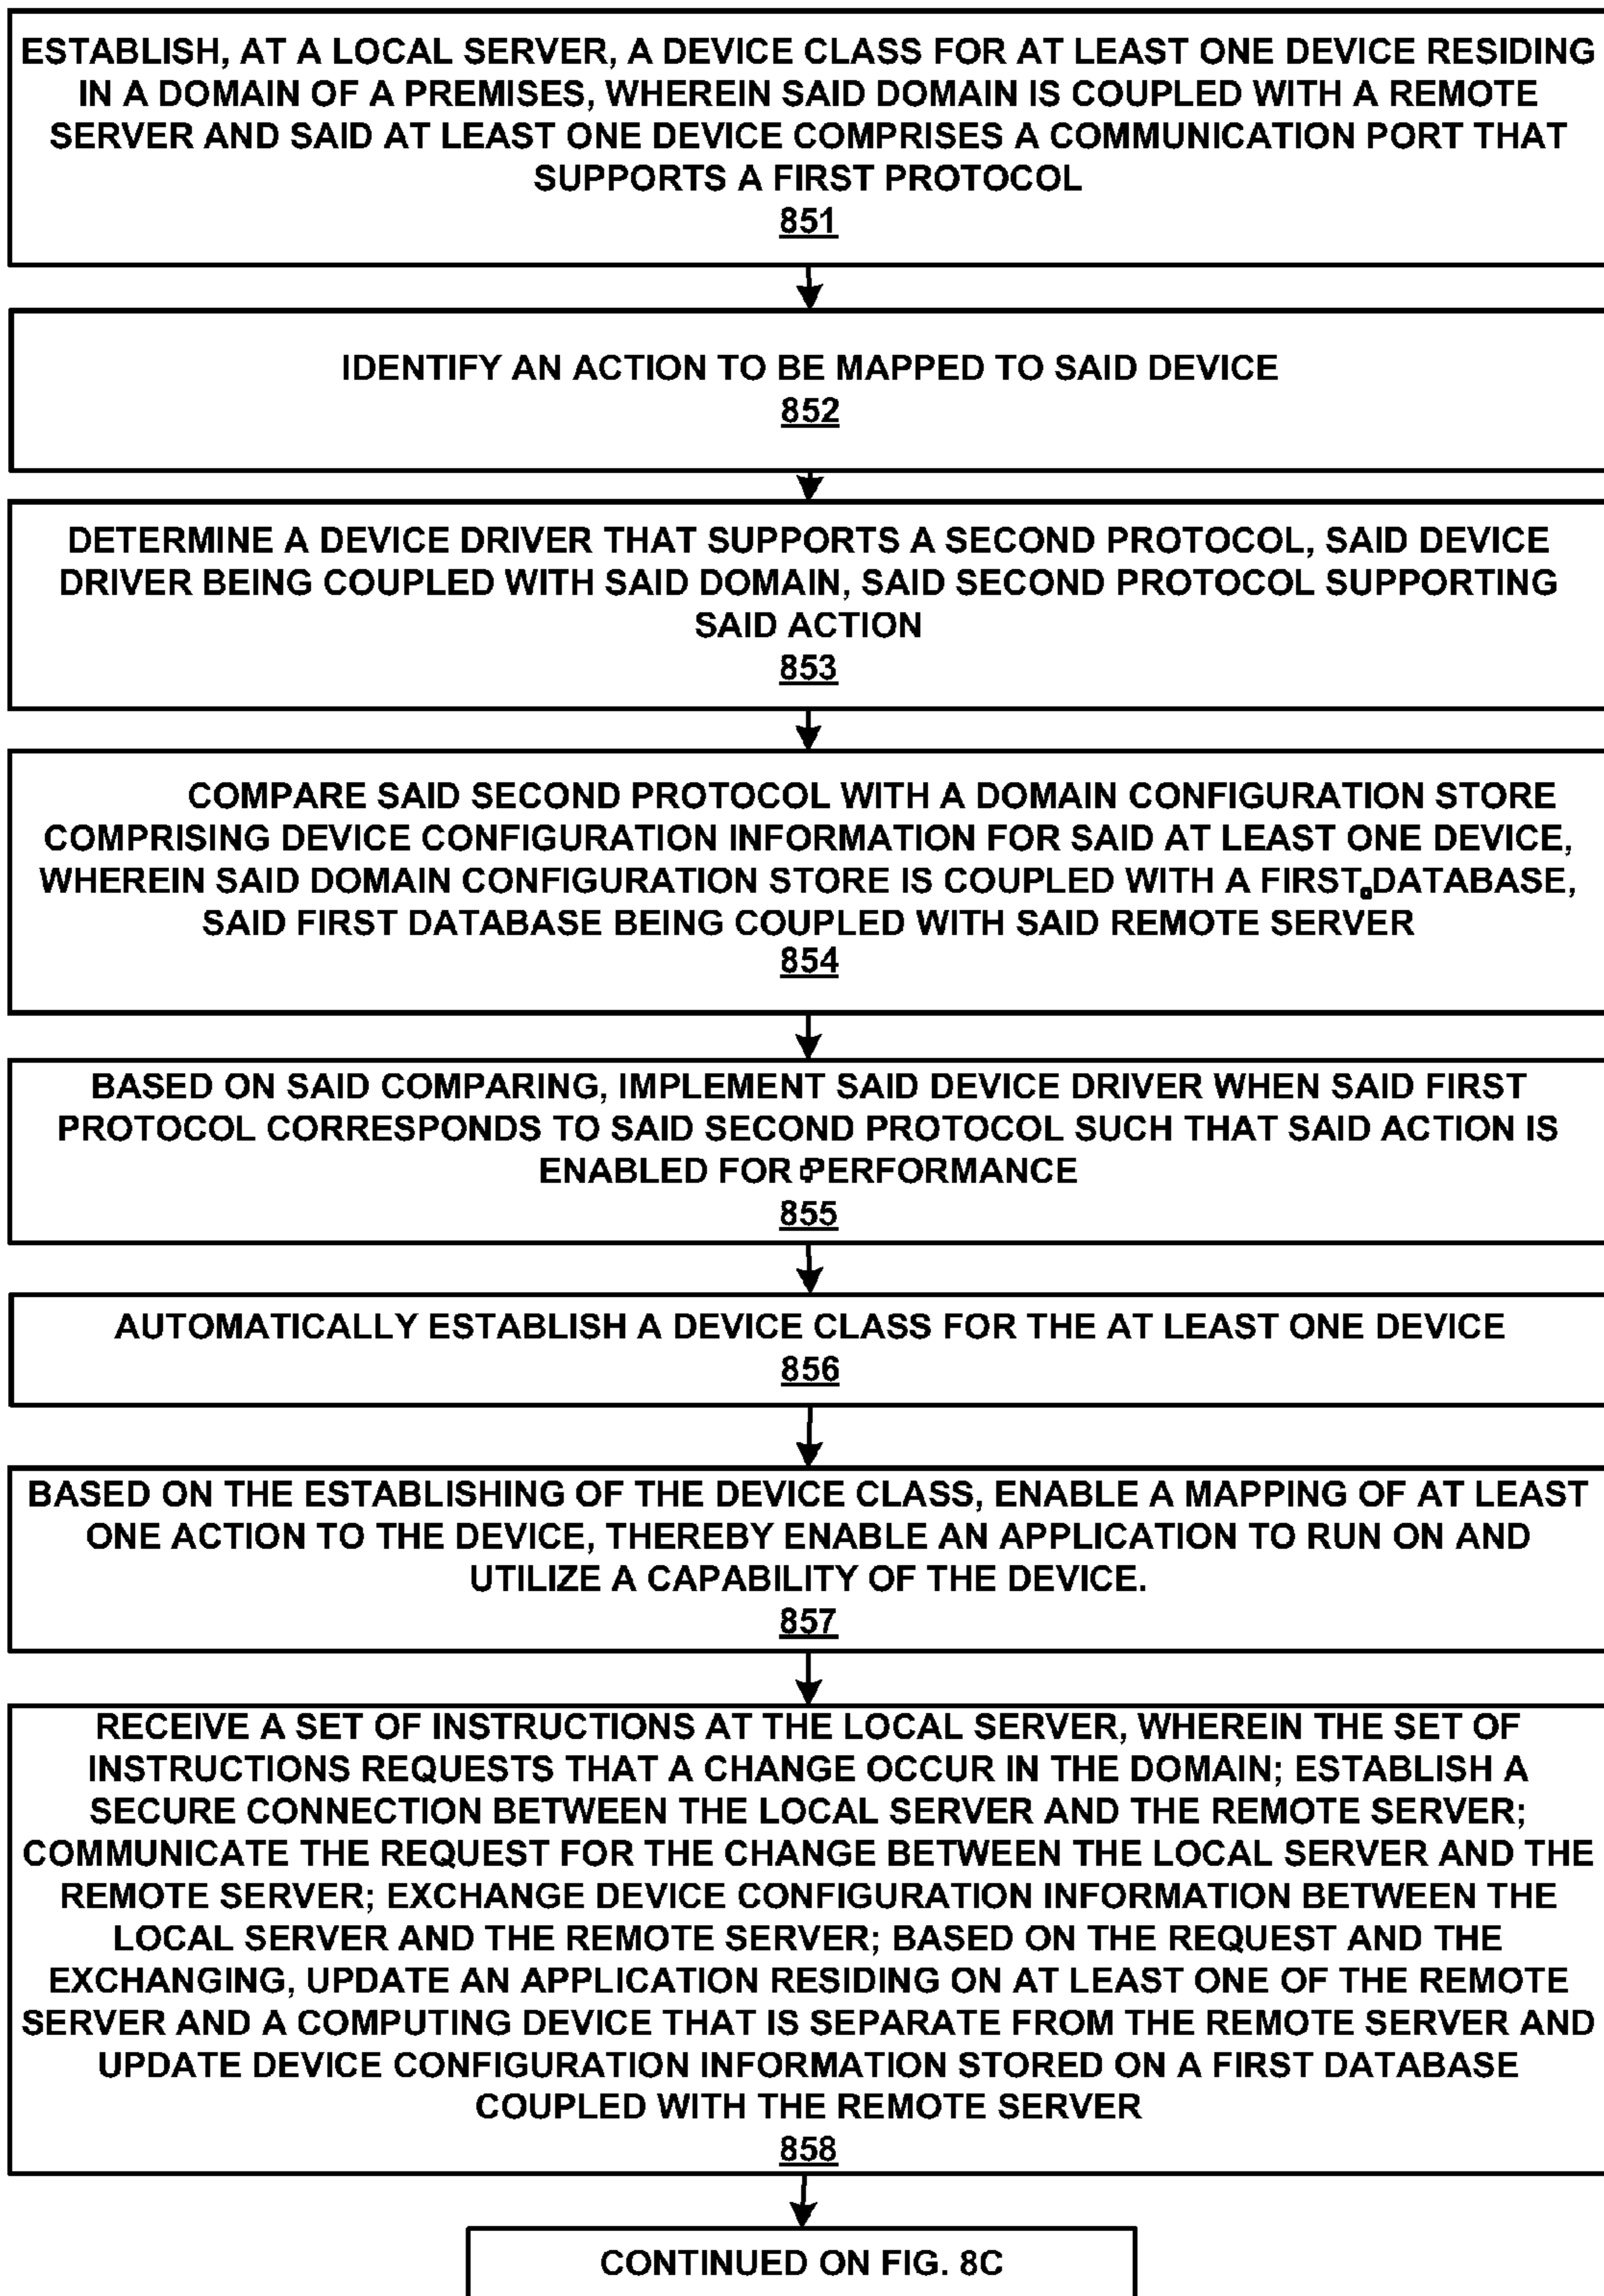 ESTABLISH, AT A LOCAL SERVER, A DEVICE CLASS FOR AT LEAST ONE DEVICE RESIDING
IN A DOMAIN OF A PREMISES, WHEREIN SAID DOMAIN IS COUPLED WITH A REMOTE
SERVER AND SAID AT LEAST ONE DEVICE COMPRISES A COMMUNICATION PORT THAT
SUPPORTS A FIRST PROTOCOL
851
IDENTIFY AN ACTION TO BE MAPPED TO SAID DEVICE
852
DETERMINE A DEVICE DRIVER THAT SUPPORTS A SECOND PROTOCOL, SAID DEVICE
DRIVER BEING COUPLED WITH SAID DOMAIN, SAID SECOND PROTOCOL SUPPORTING
SAID ACTION
853
COMPARE SAID SECOND PROTOCOL WITH A DOMAIN CONFIGURATION STORE
COMPRISING DEVICE CONFIGURATION INFORMATION FOR SAID AT LEAST ONE DEVICE,
WHEREIN SAID DOMAIN CONFIGURATION STORE IS COUPLED WITH A FIRST DATABASE,
SAID FIRST DATABASE BEING COUPLED WITH SAID REMOTE SERVER
854
BASED ON SAID COMPARING, IMPLEMENT SAID DEVICE DRIVER WHEN SAID FIRST
PROTOCOL CORRESPONDS TO SAID SECOND PROTOCOL SUCH THAT SAID ACTION IS
ENABLED FOR PERFORMANCE
855
AUTOMATICALLY ESTABLISH A DEVICE CLASS FOR THE AT LEAST ONE DEVICE
856
BASED ON THE ESTABLISHING OF THE DEVICE CLASS, ENABLE A MAPPING OF AT LEAST
ONE ACTION TO THE DEVICE, THEREBY ENABLE AN APPLICATION TO RUN ON AND
UTILIZE A CAPABILITY OF THE DEVICE.
857
RECEIVE A SET OF INSTRUCTIONS AT THE LOCAL SERVER, WHEREIN THE SET OF
INSTRUCTIONS REQUESTS THAT A CHANGE OCCUR IN THE DOMAIN; ESTABLISH A
SECURE CONNECTION BETWEEN THE LOCAL SERVER AND THE REMOTE SERVER;
COMMUNICATE THE REQUEST FOR THE CHANGE BETWEEN THE LOCAL SERVER AND THE
REMOTE SERVER; EXCHANGE DEVICE CONFIGURATION INFORMATION BETWEEN THE
LOCAL SERVER AND THE REMOTE SERVER; BASED ON THE REQUEST AND THE
EXCHANGING, UPDATE AN APPLICATION RESIDING ON AT LEAST ONE OF THE REMOTE
SERVER AND A COMPUTING DEVICE THAT IS SEPARATE FROM THE REMOTE SERVER AND
UPDATE DEVICE CONFIGURATION INFORMATION STORED ON A FIRST DATABASE
COUPLED WITH THE REMOTE SERVER
858
CONTINUED ON FIG. 8C